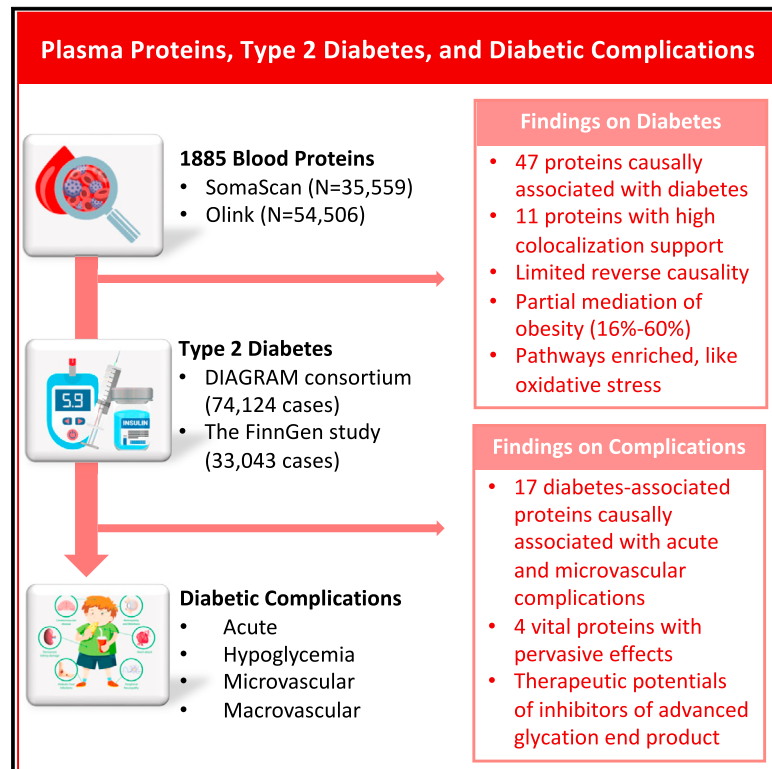 Plasma Proteins, Type 2 Diabetes, and Diabetic Complications
1885 Blood Proteins
• SomaScan (N=35,559)
• Olink (N=54,506)
Findings on Diabetes
• 47 proteins causally
associated with diabetes
• 11 proteins with high
colocalization support
• Limited reverse causality
• Partial mediation of
obesity (16%-60%)
• Pathways enriched, like
oxidative stress
5.9
INSULIN
Type 2 Diabetes
• DIAGRAM consortium
(74,124 cases)
• The FinnGen study
(33,043 cases)
Findings on Complications
• 17 diabetes-associated
proteins causally
associated with acute
and microvascular
complications
• 4 vital proteins with
pervasive effects
• Therapeutic potentials
of inhibitors of advanced
glycation end product
Diabetic Complications
• Acute
• Hypoglycemia
• Microvascular
• Macrovascular